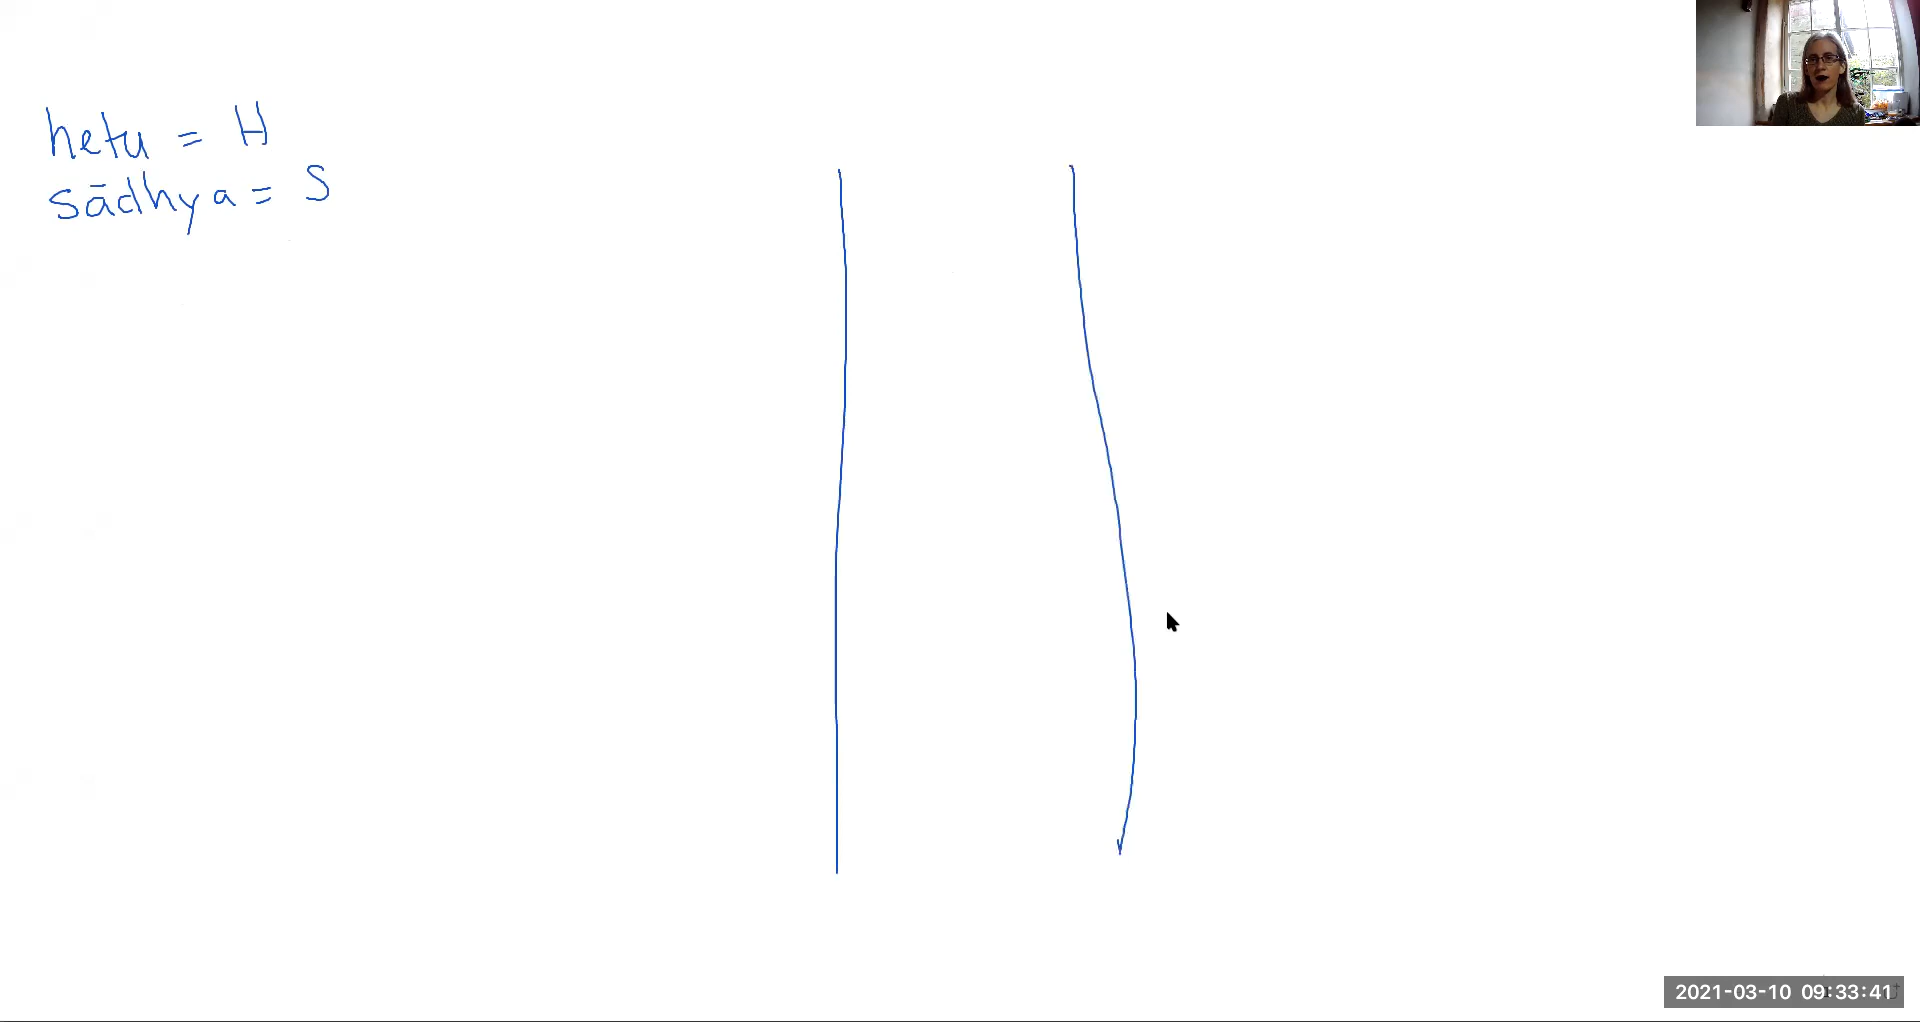 hetu = H
sādhya = S
2021-03-10 09:33:41